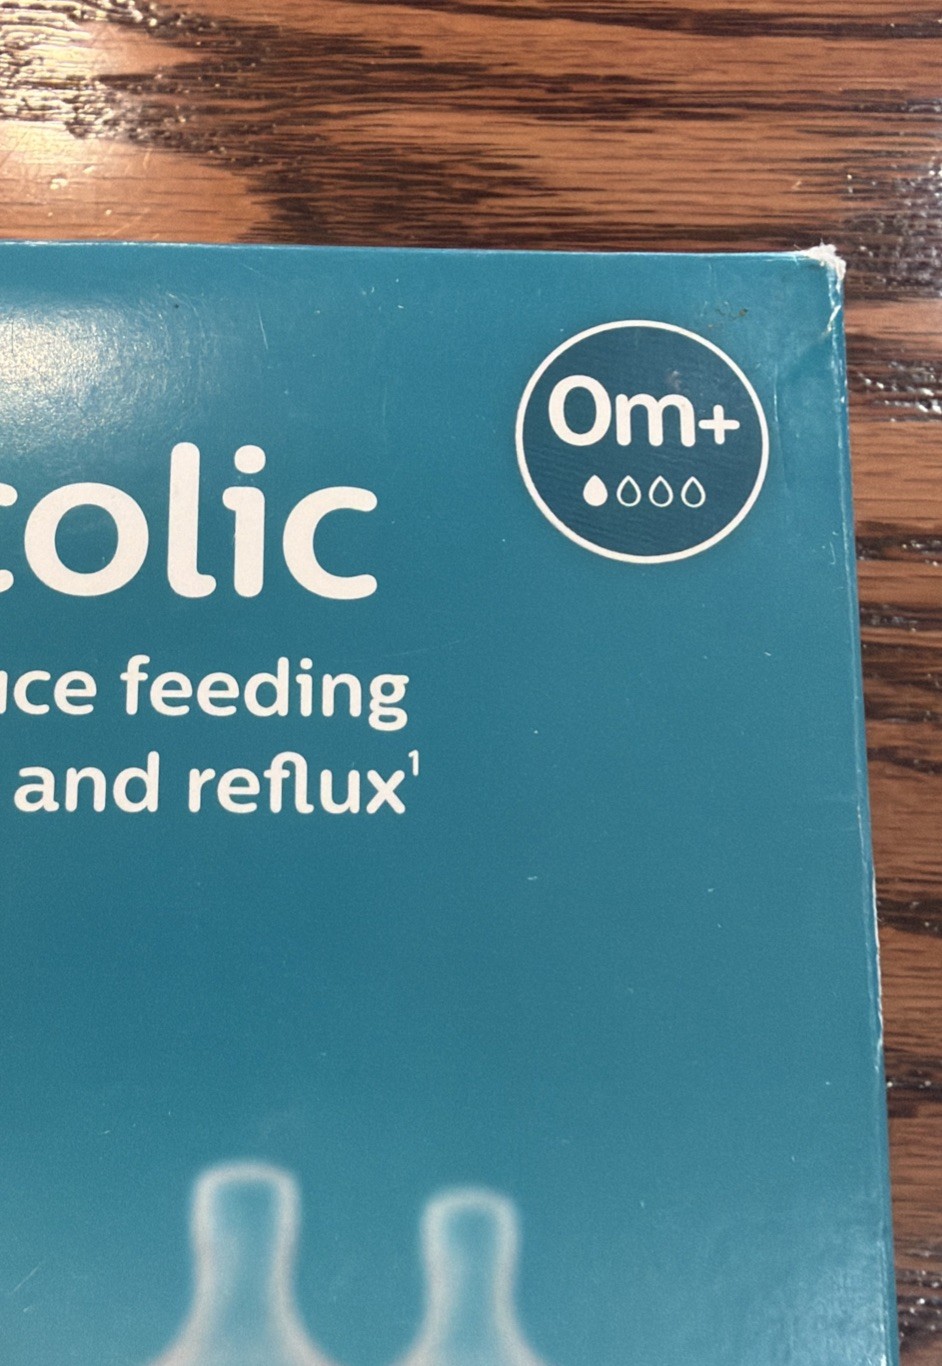 0m+
colic
uce feeding
and reflux¹